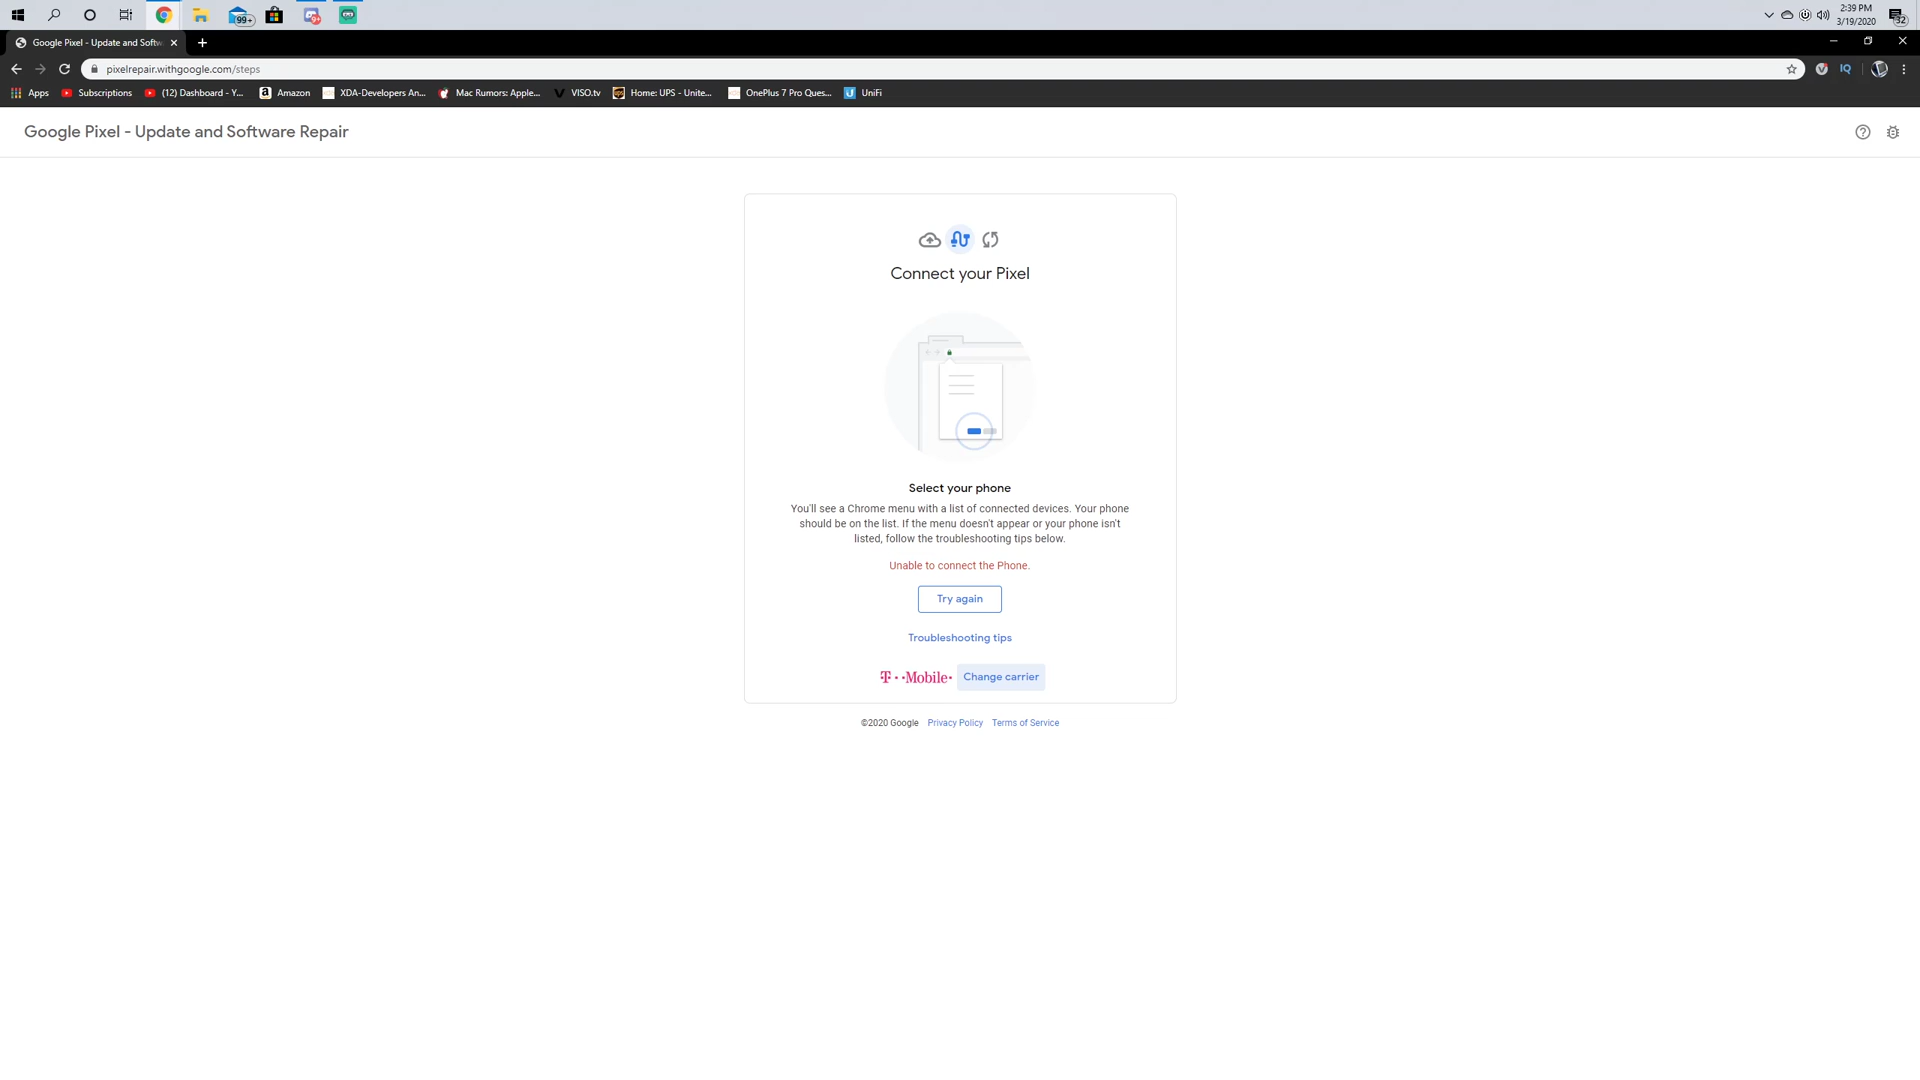 99+
9+
2:39 PM
3/19/2020
32
Google Pixel - Update and Softw
pixelrepair.withgoogle.com/steps
IQ
Apps
Subscriptions
(12) Dashboard - Y...
Amazon
XDA-Developers An...
Mac Rumors: Apple...
VISO.tv
Home: UPS - Unite...
OnePlus 7 Pro Ques...
UniFi
Google Pixel - Update and Software Repair
Connect your Pixel
Select your phone
You'll see a Chrome menu with a list of connected devices. Your phone
should be on the list. If the menu doesn't appear or your phone isn't
listed, follow the troubleshooting tips below.
Unable to connect the Phone.
Try again
Troubleshooting tips
T··Mobile· Change carrier
©2020 Google Privacy Policy Terms of Service